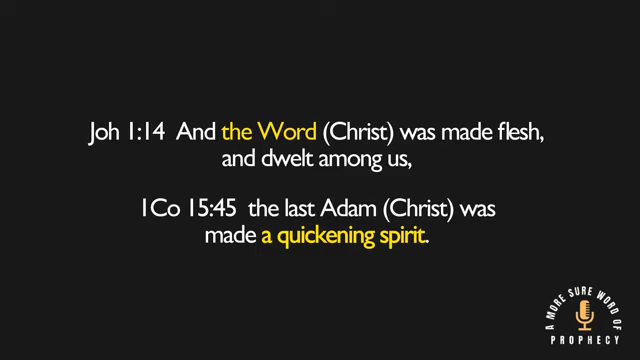 Joh 1:14  And the Word (Christ) was made flesh,
and dwelt among us,
1Co 15:45  the last Adam (Christ) was
made a quickening spirit.
A MORE SURE WORD OF
PROPHECY